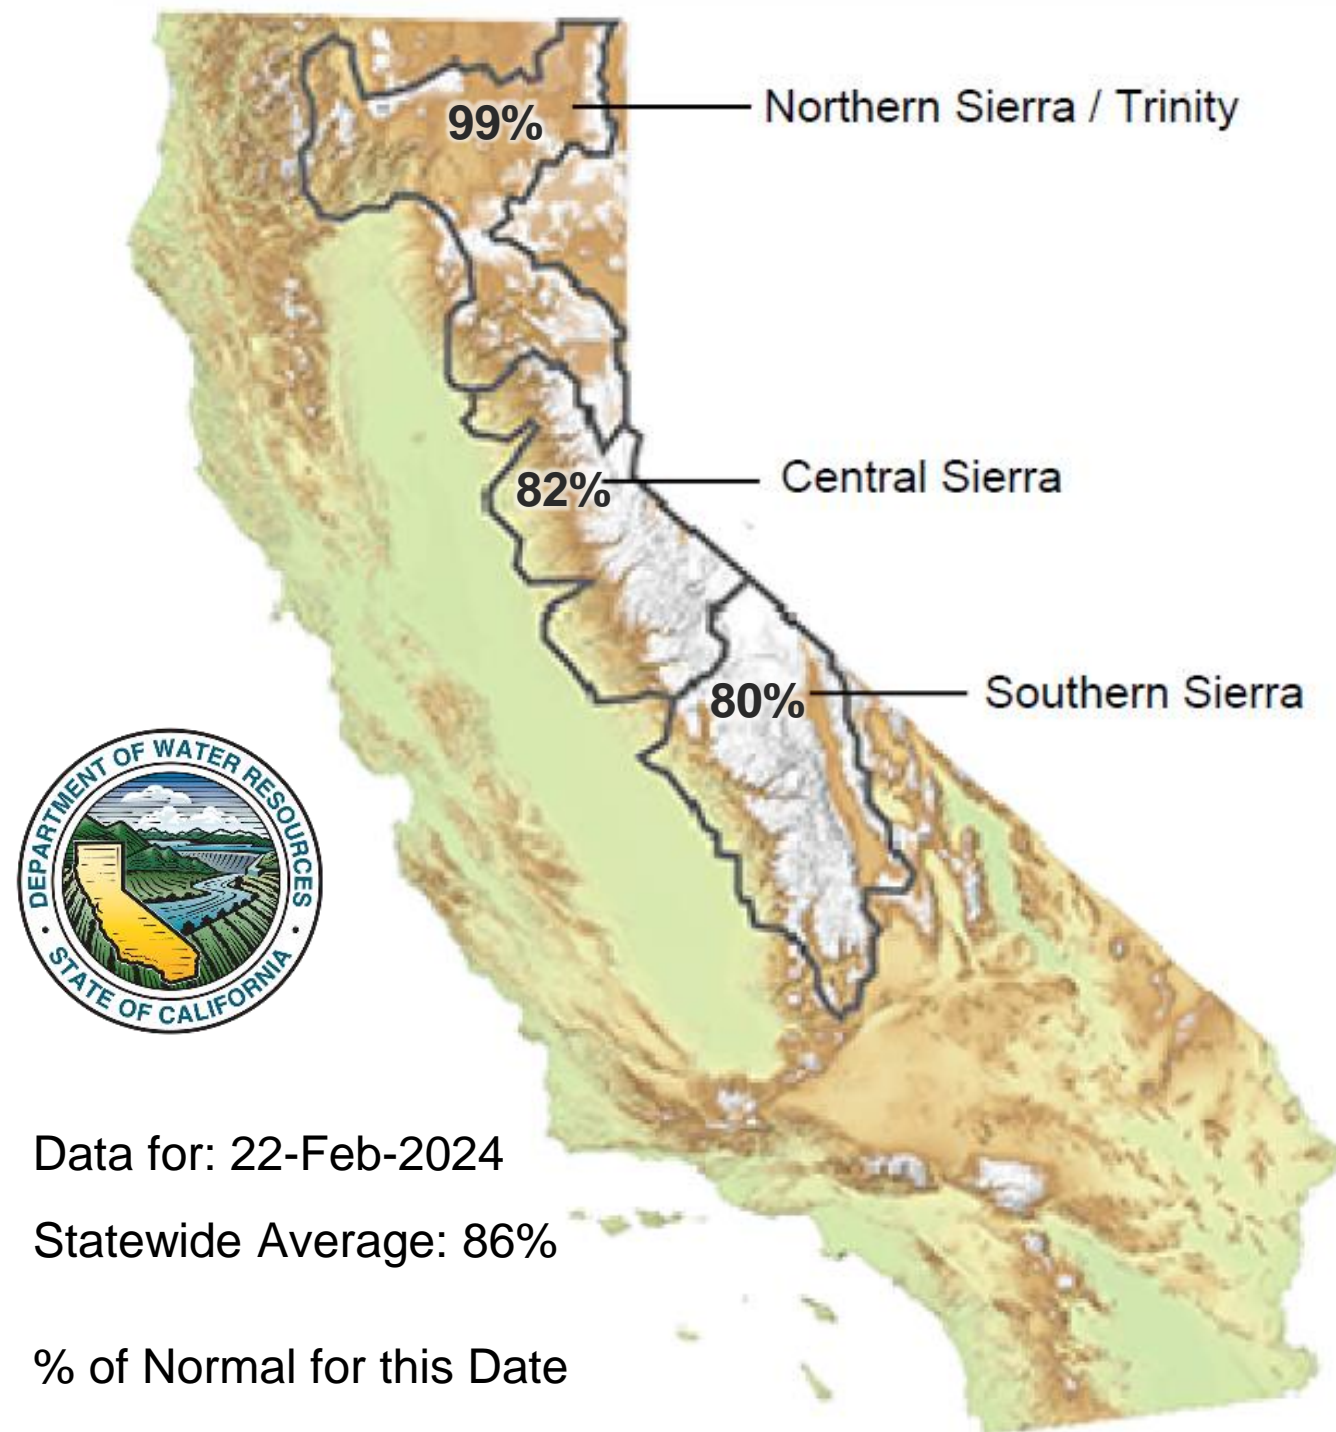 99%
Northern Sierra / Trinity
82%
Central Sierra
80%
Southern Sierra
DEPARTMENT OF WATER RESOURCES
STATE OF CALIFORNIA
Data for: 22-Feb-2024
Statewide Average: 86%
% of Normal for this Date